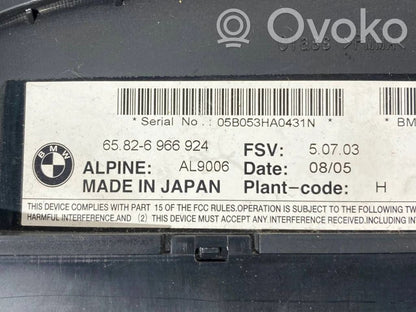 Ovoko
* Serial No.: 05B053HA0431N * * BM
BMW
65.82-6 966 924 FSV: 5.07.03
ALPINE: AL9006 Date: 08/05
MADE IN JAPAN Plant-code: H
THIS DEVICE COMPLIES WITH PART 15 OF THE FCC RULES.OPERATION IS SUBJECT TO THE FOLLOWING TW
HARMFUL INTERFERENCE,AND (2) THIS DEVICE MUST ACCEPT ANY INTERFERENCE RECEIVED,INCLUDING INT